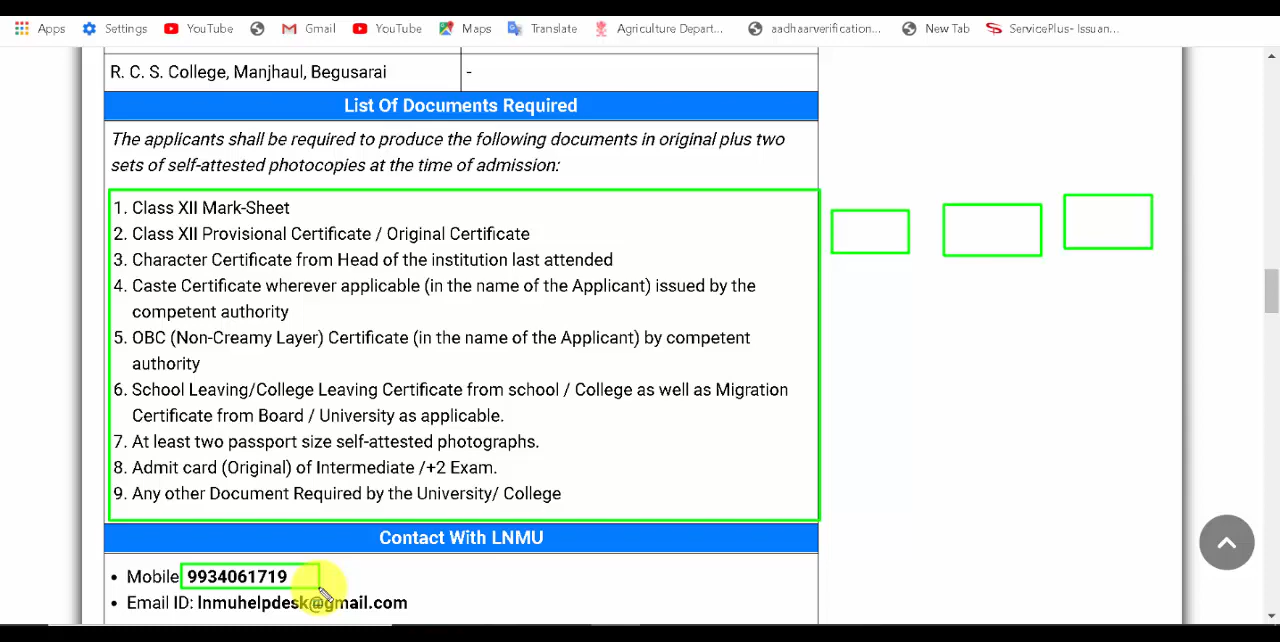 Apps Settings YouTube Gmail YouTube Maps Translate Agriculture Depart... aadhaarverification... New Tab ServicePlus- Issuan...
R. C. S. College, Manjhaul, Begusarai -
List Of Documents Required
The applicants shall be required to produce the following documents in original plus two
sets of self-attested photocopies at the time of admission:
1. Class XII Mark-Sheet
2. Class XII Provisional Certificate / Original Certificate
3. Character Certificate from Head of the institution last attended
4. Caste Certificate wherever applicable (in the name of the Applicant) issued by the
competent authority
5. OBC (Non-Creamy Layer) Certificate (in the name of the Applicant) by competent
authority
6. School Leaving/College Leaving Certificate from school / College as well as Migration
Certificate from Board / University as applicable.
7. At least two passport size self-attested photographs.
8. Admit card (Original) of Intermediate /+2 Exam.
9. Any other Document Required by the University/ College
Contact With LNMU
• Mobile 9934061719
• Email ID: lnmuhelpdesk@gmail.com